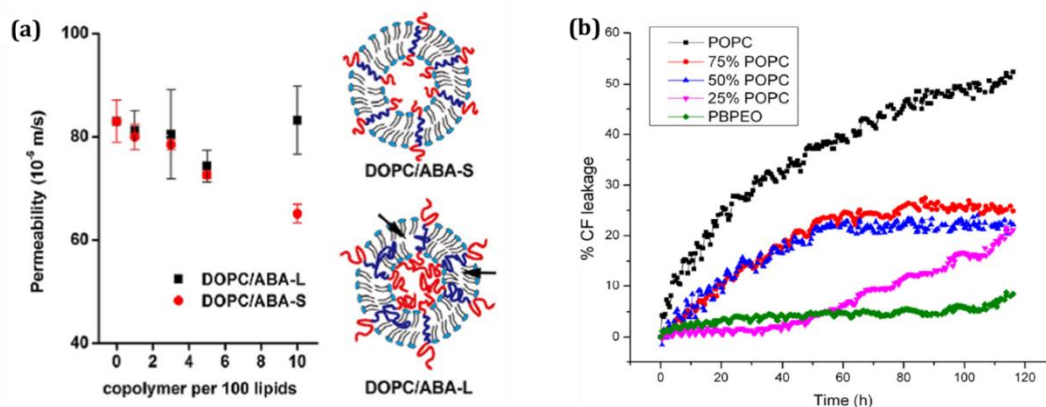 (a)
100
80
60
40
Permeability (10⁻⁶ m/s)
DOPC/ABA-L
DOPC/ABA-S
0 2 4 6 8 10
copolymer per 100 lipids
DOPC/ABA-S
DOPC/ABA-L
(b)
POPC
75% POPC
50% POPC
25% POPC
PBPEO
60
50
40
30
20
10
0
% CF leakage
0 20 40 60 80 100 120
Time (h)